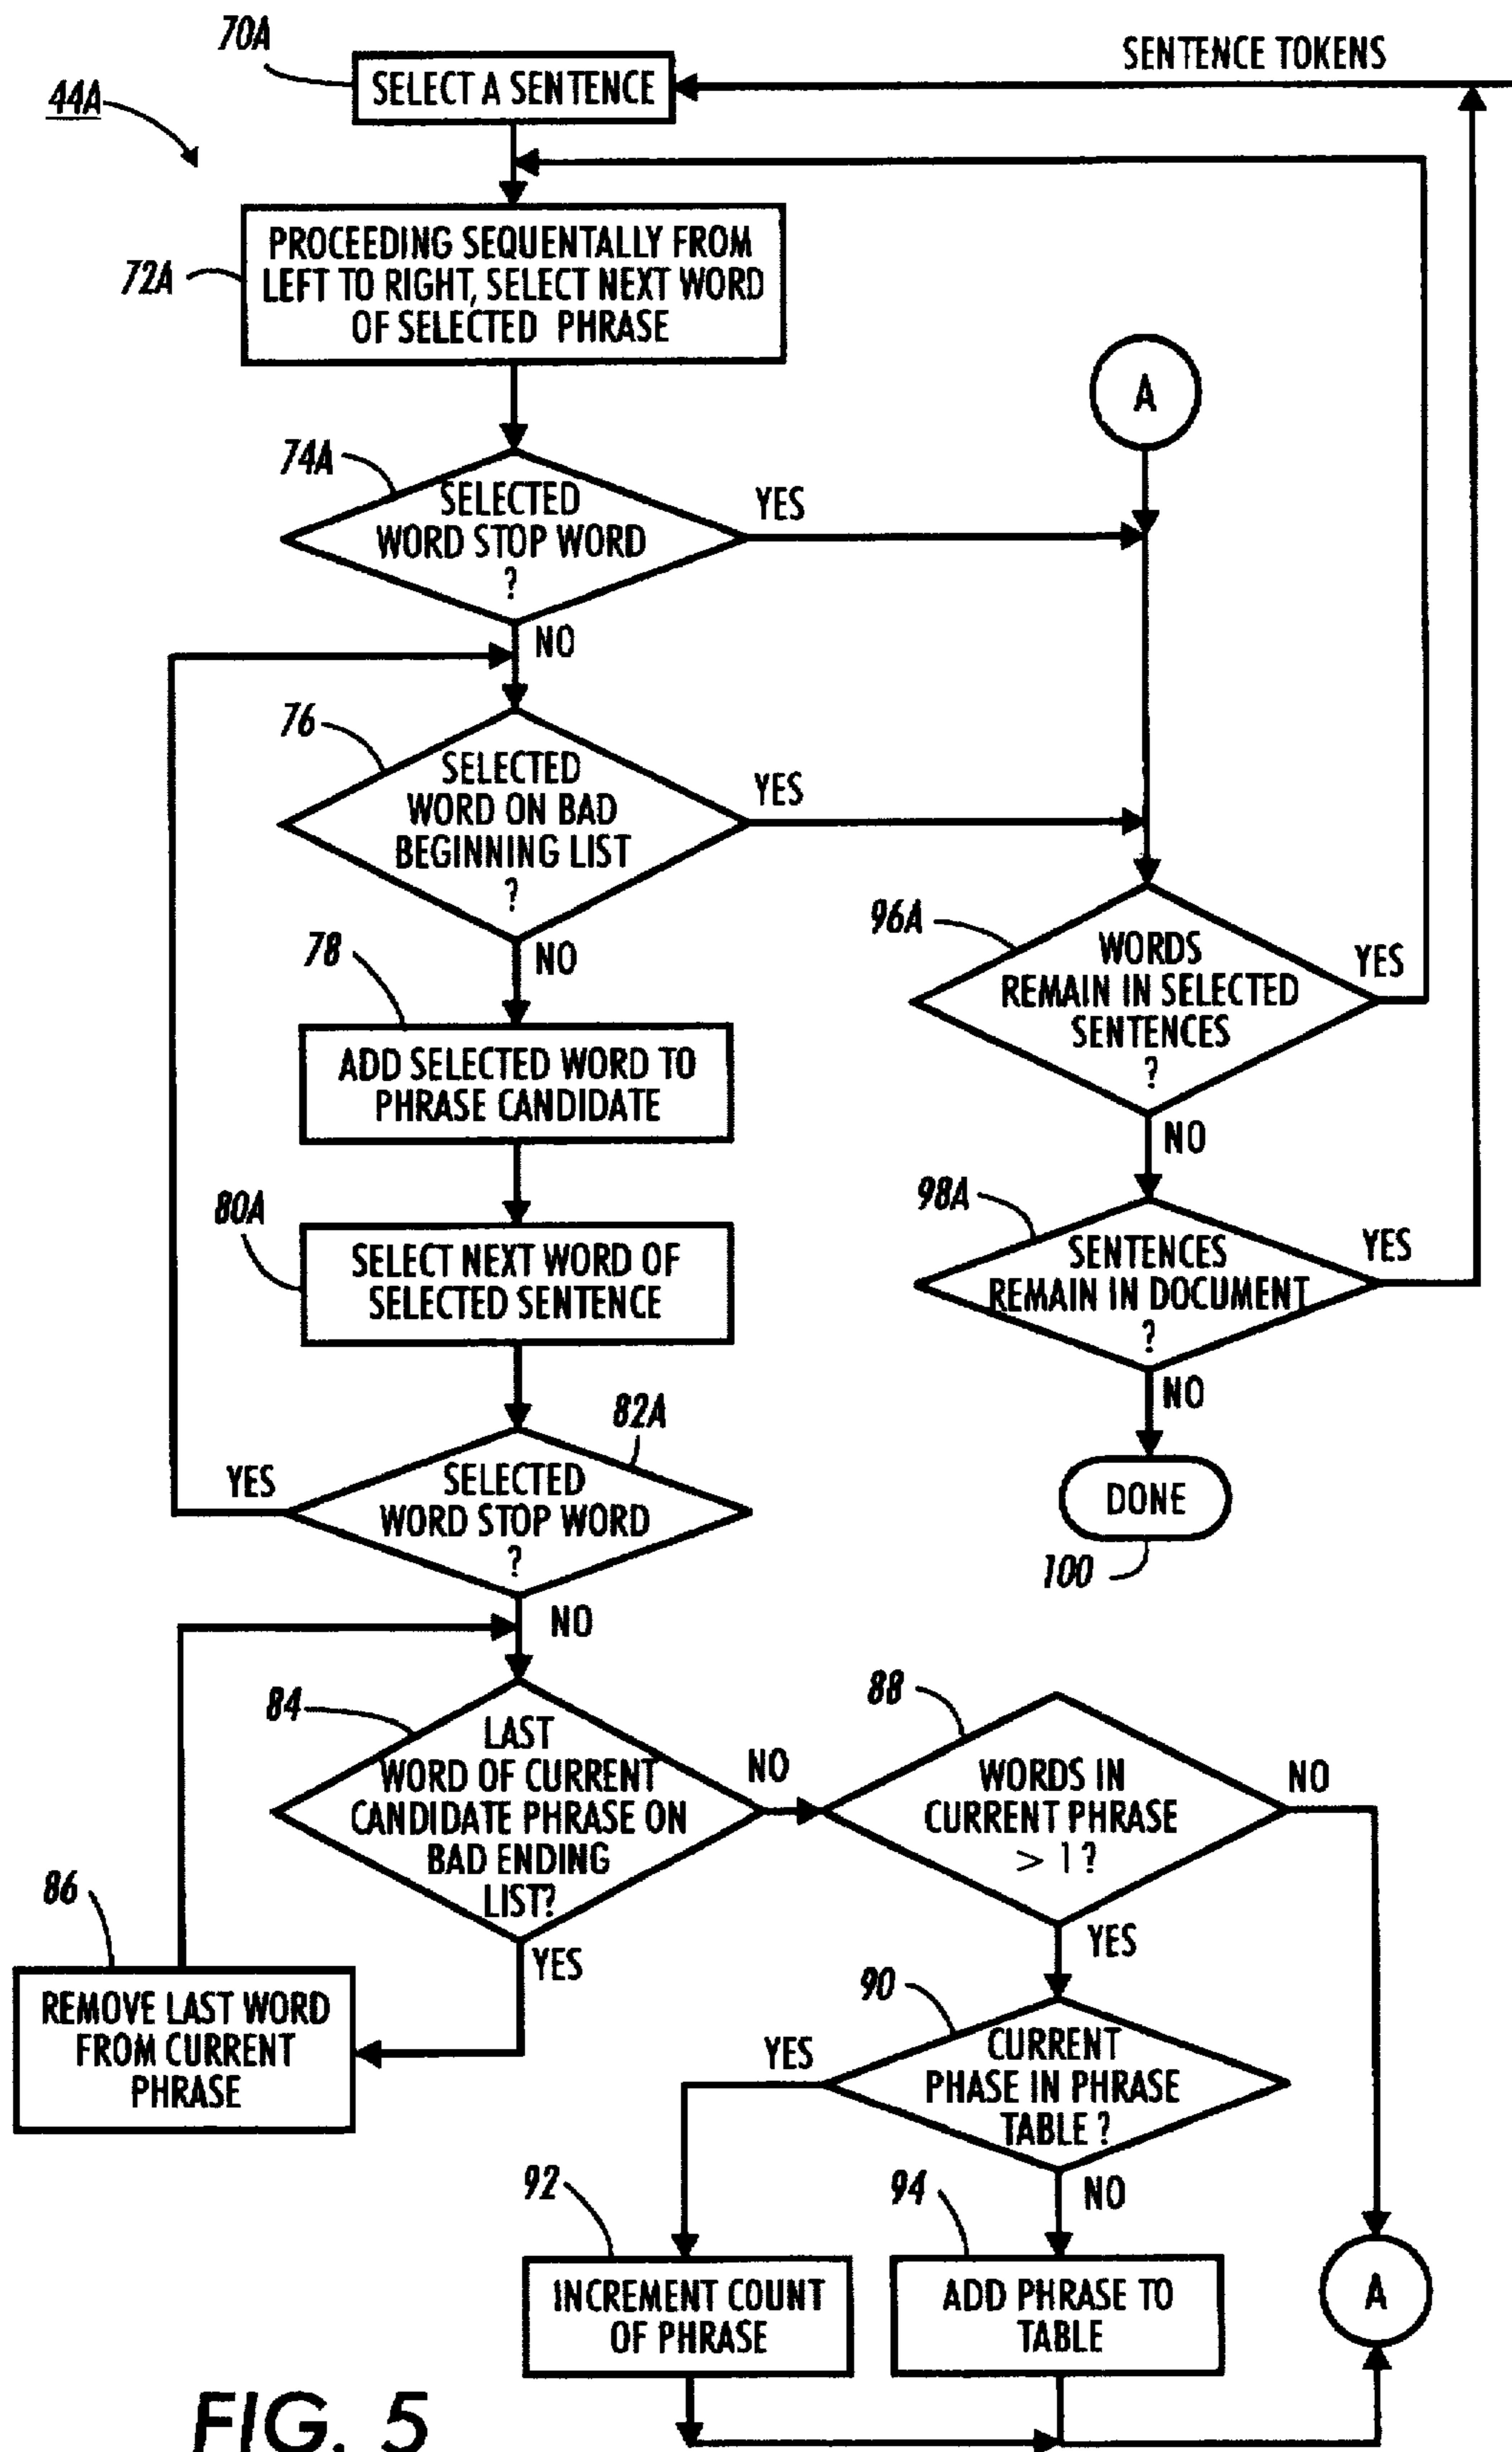 70A
SENTENCE TOKENS
SELECT A SENTENCE
44A
PROCEEDING SEQUENTALLY FROM
LEFT TO RIGHT, SELECT NEXT WORD
OF SELECTED PHRASE
72A
A
74A
SELECTED
WORD STOP WORD
?
YES
NO
76
SELECTED
WORD ON BAD
BEGINNING LIST
?
YES
NO
96A
WORDS
REMAIN IN SELECTED
SENTENCES
?
YES
NO
78
ADD SELECTED WORD TO
PHRASE CANDIDATE
98A
SENTENCES
REMAIN IN DOCUMENT
?
YES
NO
80A
SELECT NEXT WORD OF
SELECTED SENTENCE
DONE
100
82A
SELECTED
WORD STOP WORD
?
YES
NO
84
LAST
WORD OF CURRENT
CANDIDATE PHRASE ON
BAD ENDING
LIST?
NO
YES
88
WORDS IN
CURRENT PHRASE
> 1 ?
NO
YES
86
REMOVE LAST WORD
FROM CURRENT
PHRASE
90
CURRENT
PHASE IN PHRASE
TABLE ?
YES
NO
92
INCREMENT COUNT
OF PHRASE
94
ADD PHRASE TO
TABLE
A
FIG. 5